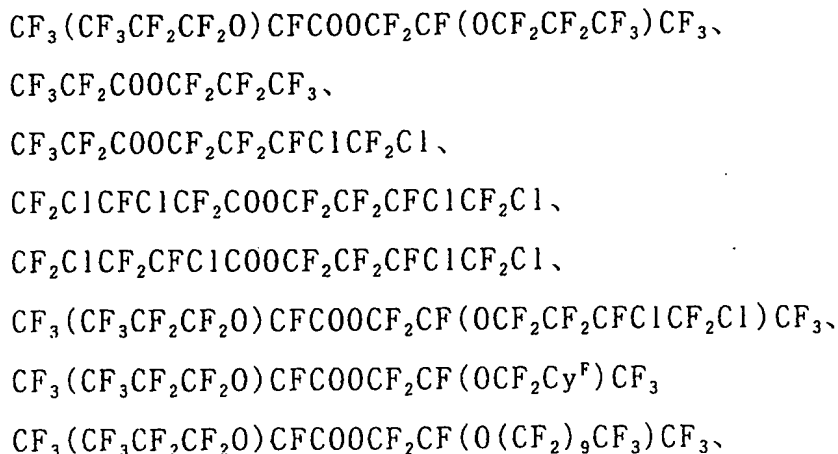 CF₃(CF₃CF₂CF₂O)CFCOOCF₂CF(OCF₂CF₂CF₃)CF₃、
CF₃CF₂COOCF₂CF₂CF₃、
CF₃CF₂COOCF₂CF₂CFClCF₂Cl、
CF₂ClCFClCF₂COOCF₂CF₂CFClCF₂Cl、
CF₂ClCF₂CFClCOOCF₂CF₂CFClCF₂Cl、
CF₃(CF₃CF₂CF₂O)CFCOOCF₂CF(OCF₂CF₂CFClCF₂Cl)CF₃、
CF₃(CF₃CF₂CF₂O)CFCOOCF₂CF(OCF₂Cyᶠ)CF₃
CF₃(CF₃CF₂CF₂O)CFCOOCF₂CF(O(CF₂)₉CF₃)CF₃、